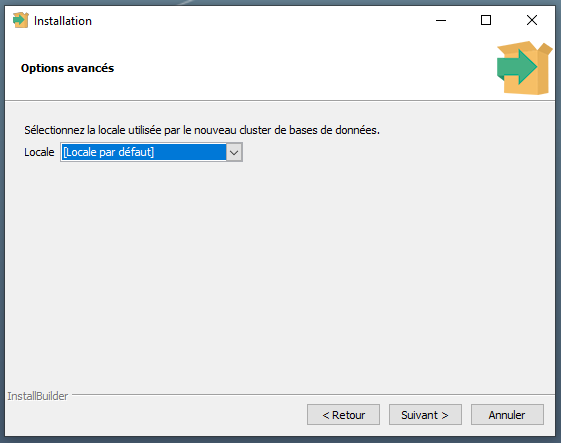 Installation
Options avancés
Sélectionnez la locale utilisée par le nouveau cluster de bases de données.
Locale [Locale par défaut]
InstallBuilder
< Retour Suivant > Annuler